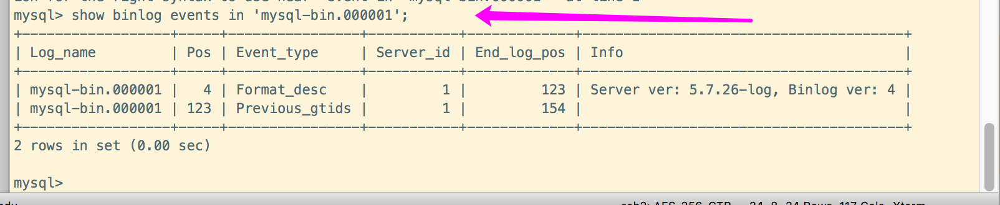 mysql> show binlog events in 'mysql-bin.000001';
+------------------+-----+----------------+-----------+-------------+---------------------------------------+
| Log_name | Pos | Event_type | Server_id | End_log_pos | Info |
+------------------+-----+----------------+-----------+-------------+---------------------------------------+
| mysql-bin.000001 | 4 | Format_desc | 1 | 123 | Server ver: 5.7.26-log, Binlog ver: 4 |
| mysql-bin.000001 | 123 | Previous_gtids | 1 | 154 | |
+------------------+-----+----------------+-----------+-------------+---------------------------------------+
2 rows in set (0.00 sec)
mysql>